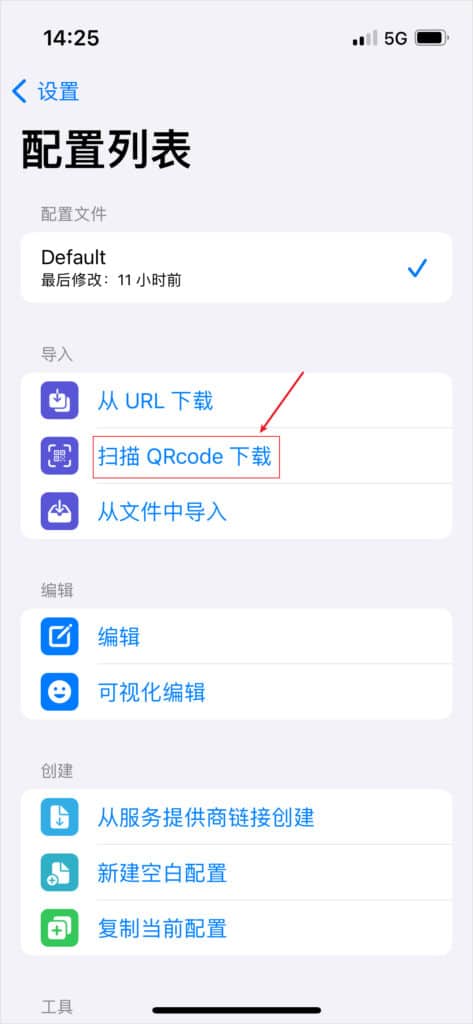 14:25
5G
设置
配置列表
配置文件
Default
最后修改：11 小时前
导入
从 URL 下载
扫描 QRcode 下载
从文件中导入
编辑
编辑
可视化编辑
创建
从服务提供商链接创建
新建空白配置
复制当前配置
工具